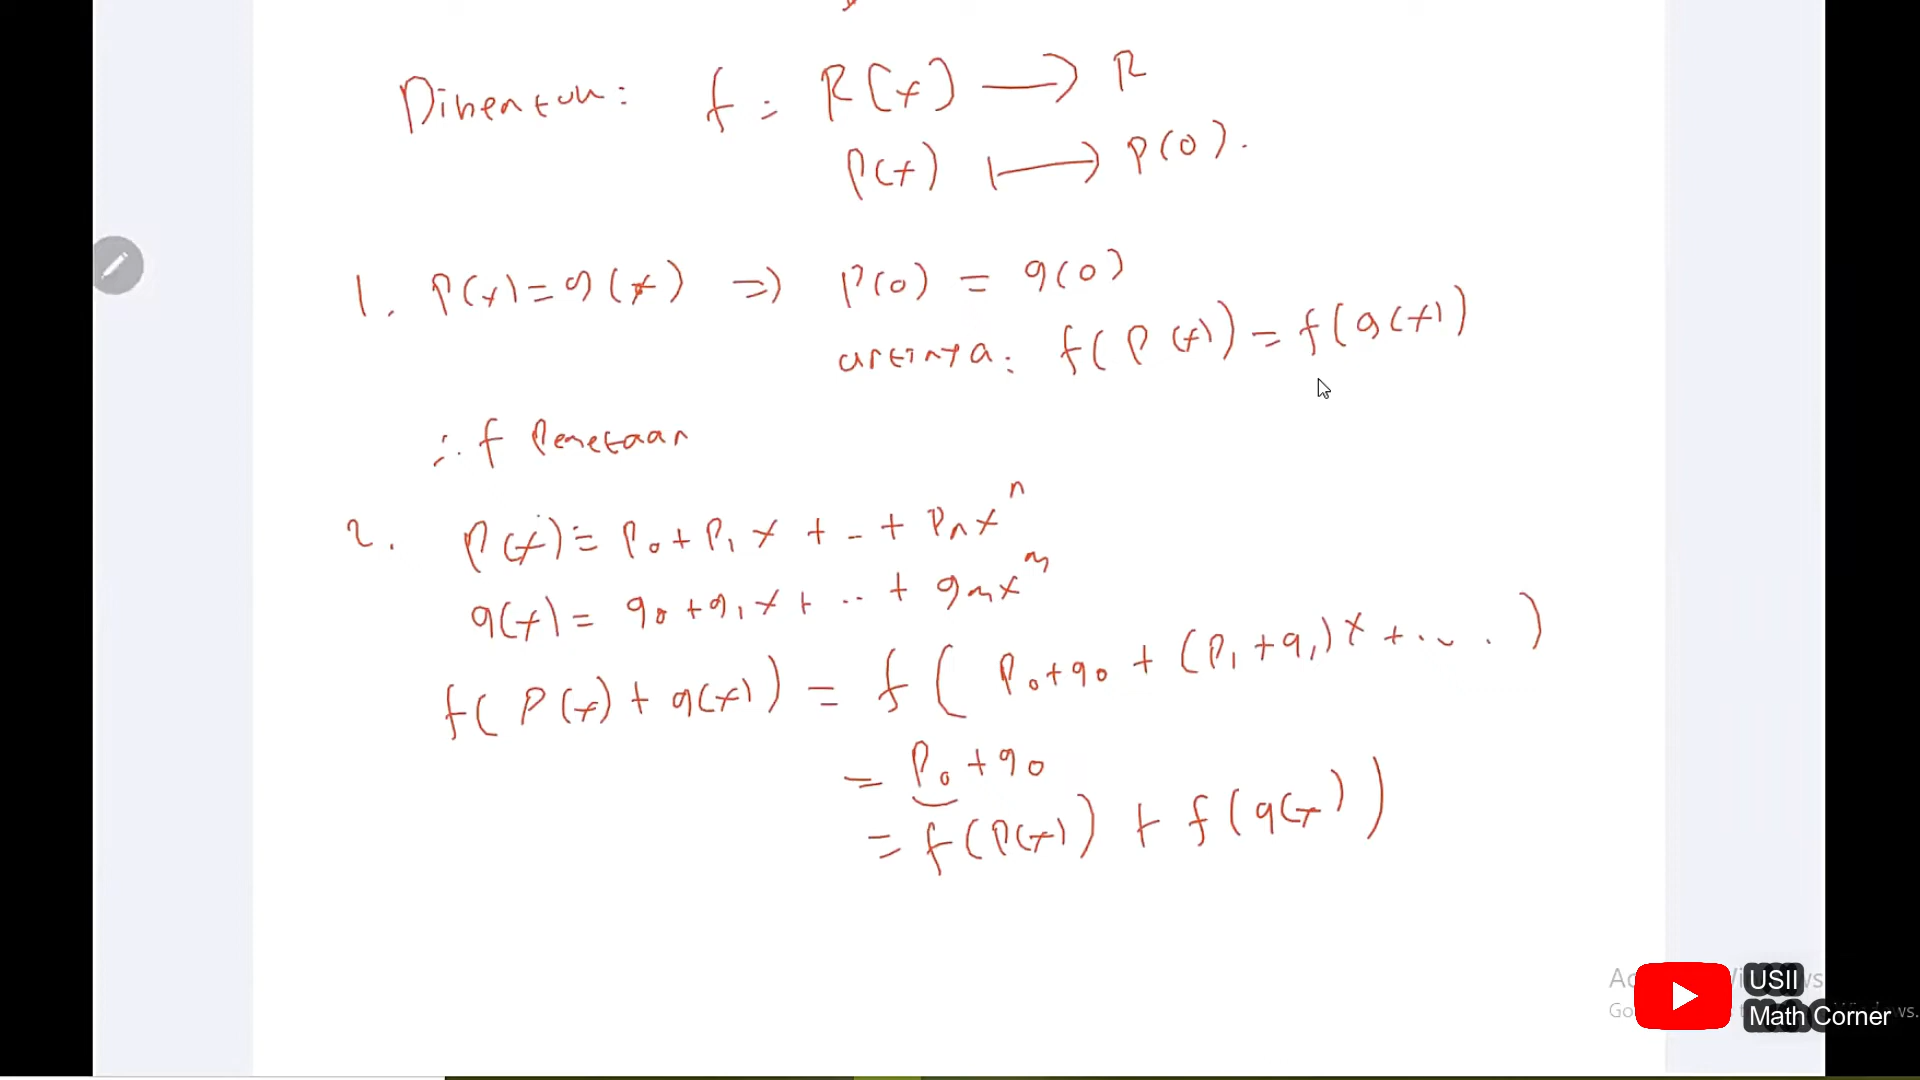 Dibentuk: f = R[x] → R
P(x) ⟼ P(0).
1. P(x) = q(x) ⇒ P(0) = q(0)
artinya: f(P(x)) = f(q(x))
∴ f Pemetaan
2. P(x) = P₀ + P₁x + .. + Pₙxⁿ
q(x) = q₀ + q₁x + .. + qₘxᵐ
f(P(x) + q(x)) = f(P₀ + q₀ + (P₁ + q₁)x + ... .)
= P₀ + q₀
= f(P(x)) + f(q(x))
USII
Math Corner